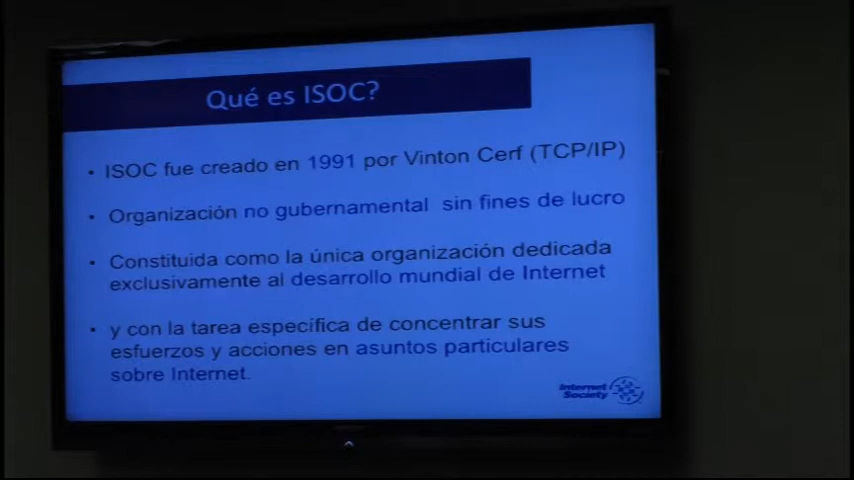 Qué es ISOC?
• ISOC fue creado en 1991 por Vinton Cerf (TCP/IP)
• Organización no gubernamental sin fines de lucro
• Constituida como la única organización dedicada
exclusivamente al desarrollo mundial de Internet
• y con la tarea específica de concentrar sus
esfuerzos y acciones en asuntos particulares
sobre Internet.
Internet
Society